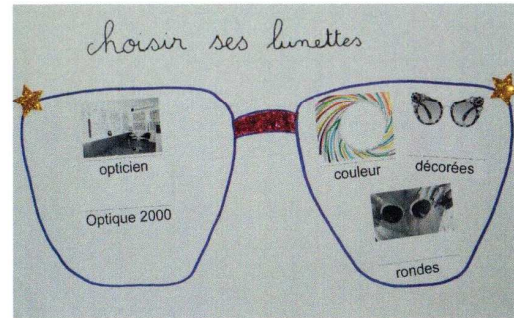 choisir ses lunettes
opticien
Optique 2000
couleur
décorées
rondes